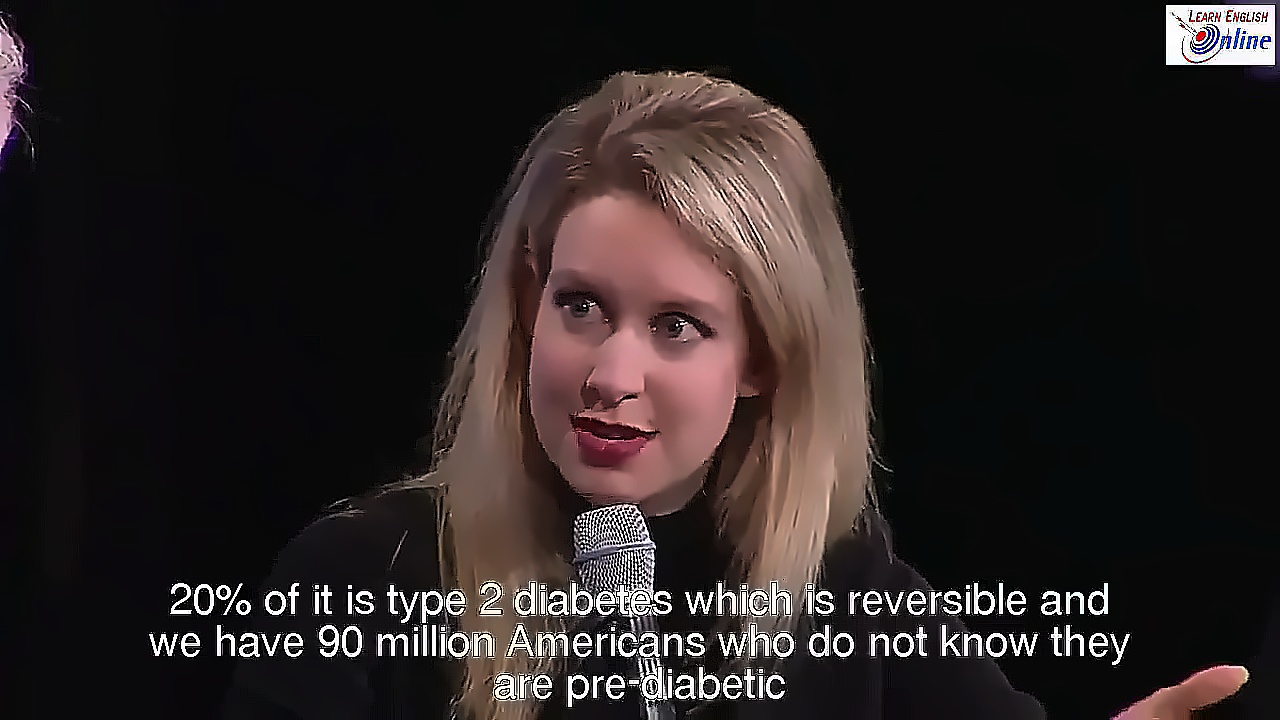 LEARN ENGLISH
Online
20% of it is type 2 diabetes which is reversible and
we have 90 million Americans who do not know they
are pre-diabetic